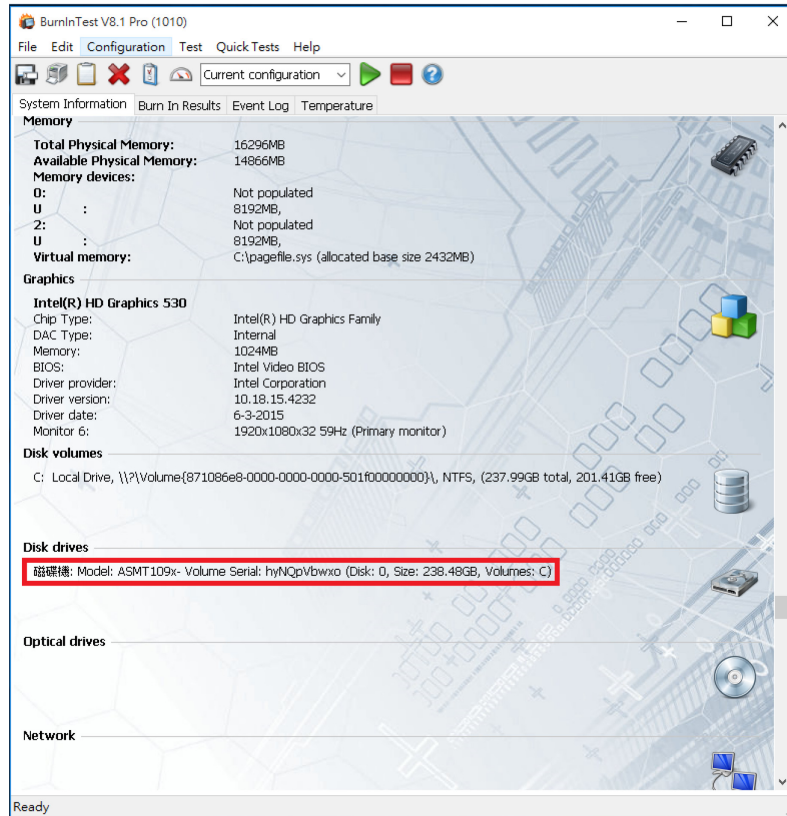 BurnInTest V8.1 Pro (1010)
File Edit Configuration Test Quick Tests Help
Current configuration
System Information Burn In Results Event Log Temperature
Memory
Total Physical Memory: 16296MB
Available Physical Memory: 14866MB
Memory devices:
0: Not populated
U : 8192MB,
2: Not populated
U : 8192MB,
Virtual memory: C:\pagefile.sys (allocated base size 2432MB)
Graphics
Intel(R) HD Graphics 530
Chip Type: Intel(R) HD Graphics Family
DAC Type: Internal
Memory: 1024MB
BIOS: Intel Video BIOS
Driver provider: Intel Corporation
Driver version: 10.18.15.4232
Driver date: 6-3-2015
Monitor 6: 1920x1080x32 59Hz (Primary monitor)
Disk volumes
C: Local Drive, \\?\Volume{871086e8-0000-0000-0000-501f00000000}\, NTFS, (237.99GB total, 201.41GB free)
Disk drives
磁碟機: Model: ASMT109x- Volume Serial: hyNQpVbwxo (Disk: 0, Size: 238.48GB, Volumes: C)
Optical drives
Network
Ready